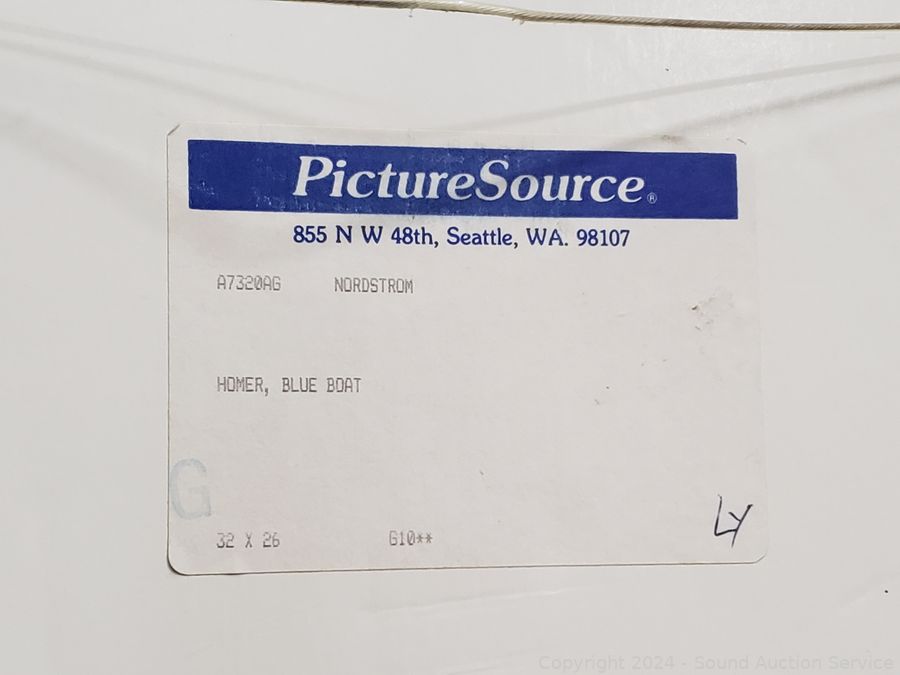 PictureSource®
855 N W 48th, Seattle, WA. 98107
A7320AG NORDSTROM
HOMER, BLUE BOAT
G
32 X 26 G10**
LY
Copyright 2024 - Sound Auction Service